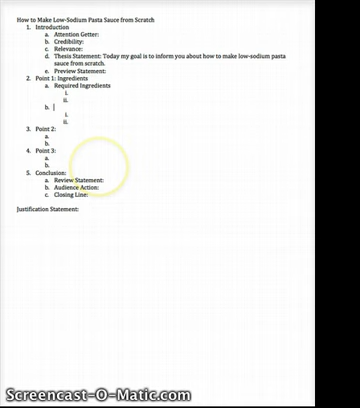 How to Make Low-Sodium Pasta Sauce from Scratch
1. Introduction
a. Attention Getter:
b. Credibility:
c. Relevance:
d. Thesis Statement: Today my goal is to inform you about how to make low-sodium pasta
sauce from scratch.
e. Preview Statement:
2. Point 1: Ingredients
a. Required Ingredients
i.
ii.
b.
i.
ii.
3. Point 2:
a.
b.
4. Point 3:
a.
b.
5. Conclusion:
a. Review Statement:
b. Audience Action:
c. Closing Line:
Justification Statement:
Screencast-O-Matic.com